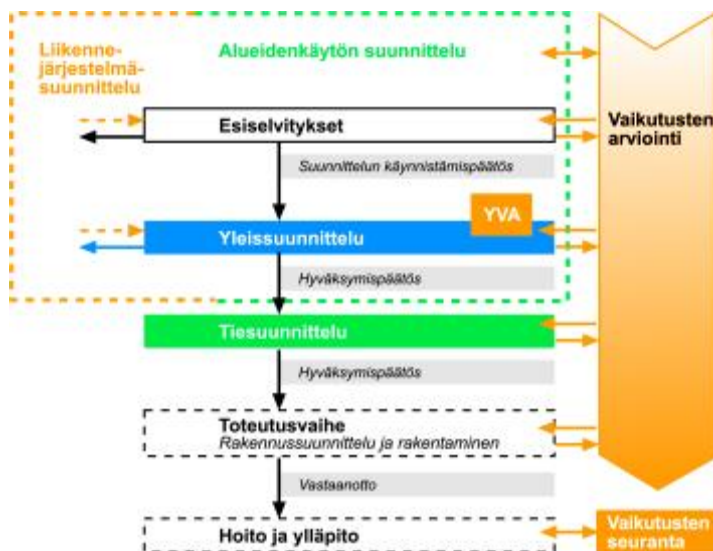 Liikenne-
järjestelmä-
suunnittelu
Alueidenkäytön suunnittelu
Esiselvitykset
Vaikutusten
arviointi
Suunnittelun käynnistämispäätös
YVA
Yleissuunnittelu
Hyväksymispäätös
Tiesuunnittelu
Hyväksymispäätös
Toteutusvaihe
Rakennussuunnittelu ja rakentaminen
Vastaanotto
Hoito ja ylläpito
Vaikutusten
seuranta